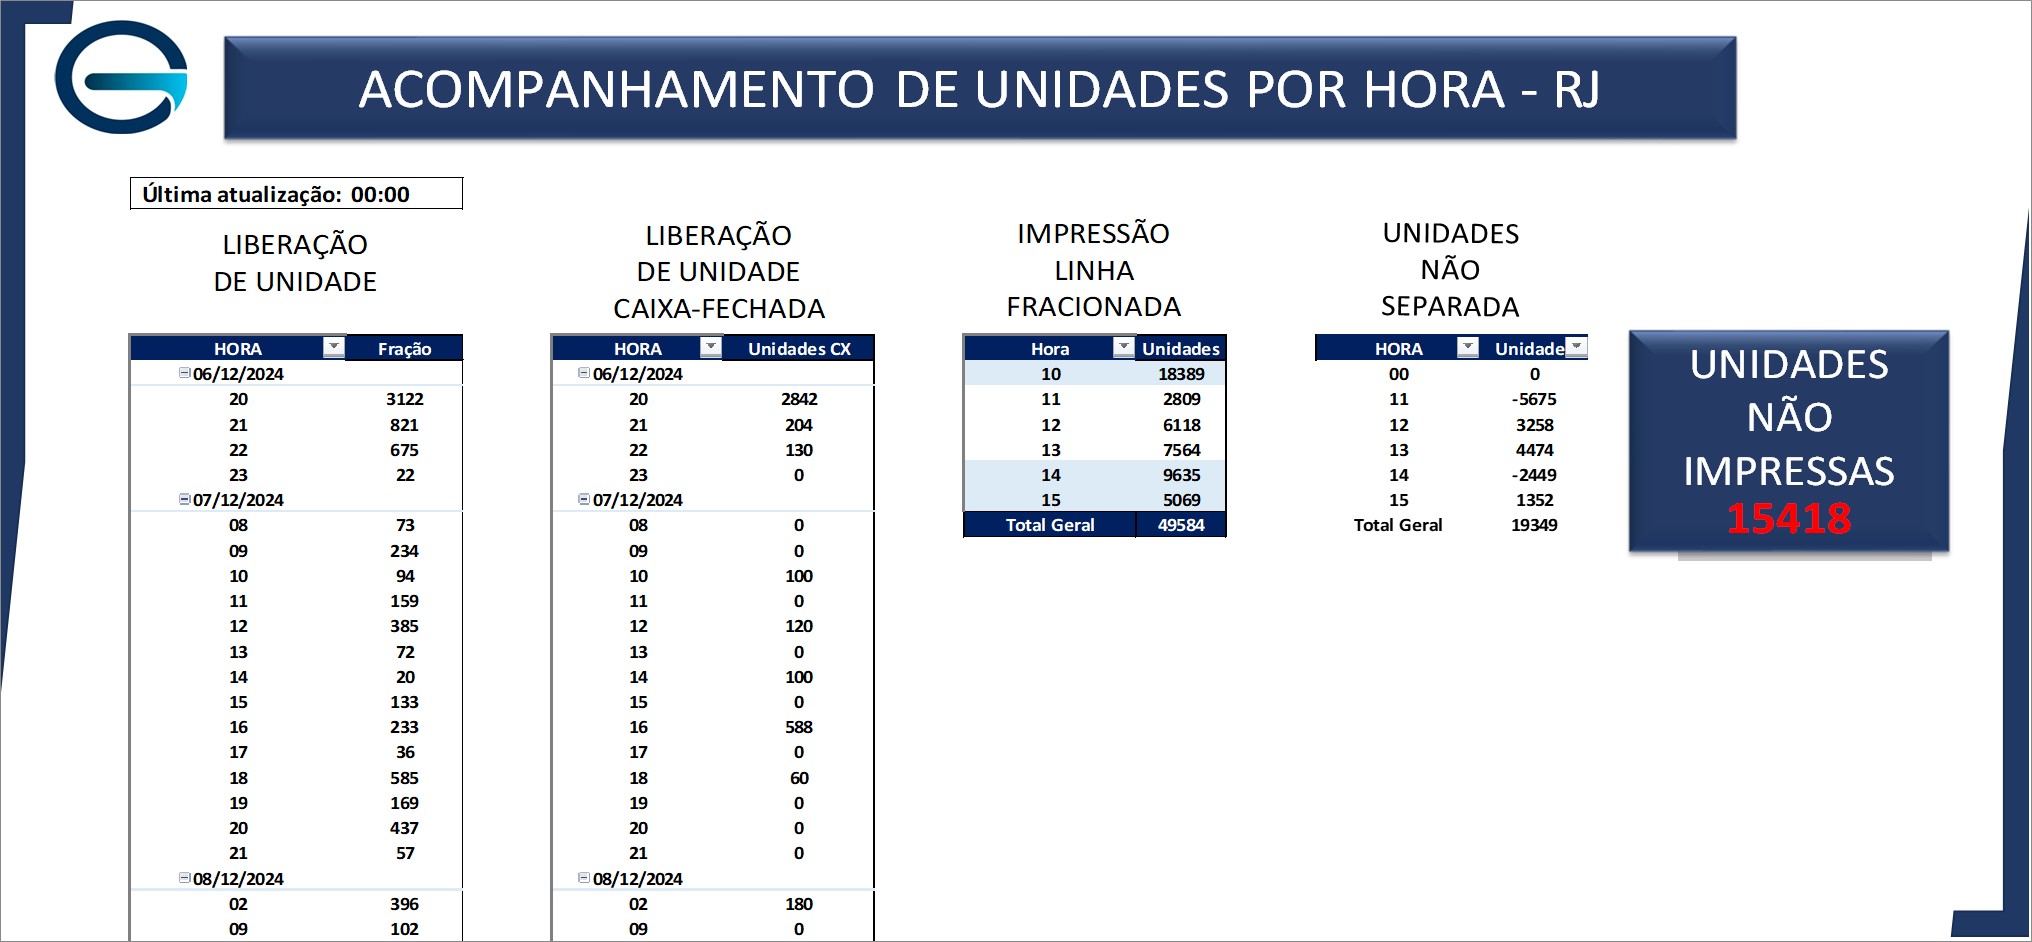 ACOMPANHAMENTO DE UNIDADES POR HORA - RJ
Última atualização: 00:00
LIBERAÇÃO
DE UNIDADE
HORA Fração
06/12/2024
20 3122
21 821
22 675
23 22
07/12/2024
08 73
09 234
10 94
11 159
12 385
13 72
14 20
15 133
16 233
17 36
18 585
19 169
20 437
21 57
08/12/2024
02 396
09 102
LIBERAÇÃO
DE UNIDADE
CAIXA-FECHADA
HORA Unidades CX
06/12/2024
20 2842
21 204
22 130
23 0
07/12/2024
08 0
09 0
10 100
11 0
12 120
13 0
14 100
15 0
16 588
17 0
18 60
19 0
20 0
21 0
08/12/2024
02 180
09 0
IMPRESSÃO
LINHA
FRACIONADA
Hora Unidades
10 18389
11 2809
12 6118
13 7564
14 9635
15 5069
Total Geral 49584
UNIDADES
NÃO
SEPARADA
HORA Unidade
00 0
11 -5675
12 3258
13 4474
14 -2449
15 1352
Total Geral 19349
UNIDADES
NÃO
IMPRESSAS
15418